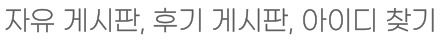 자유 게시판, 후기 게시판, 아이디 찾기